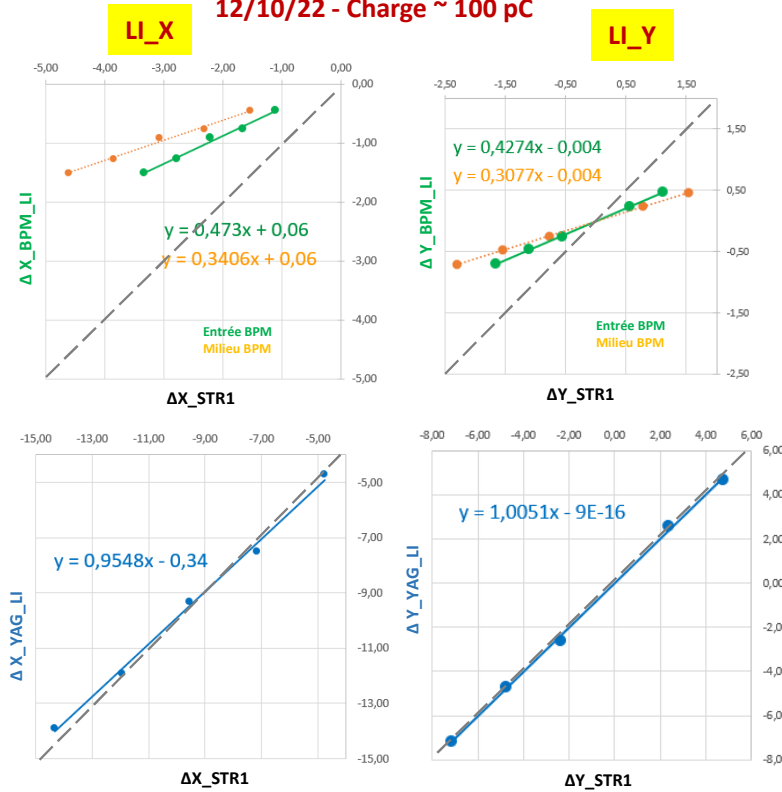 12/10/22 - Charge ~ 100 pC
LI_X
LI_Y
-5,00 -4,00 -3,00 -2,00 -1,00 0,00
0,00
-1,00
-2,00
-3,00
-4,00
-5,00
y = 0,473x + 0,06
y = 0,3406x + 0,06
Entrée BPM
Milieu BPM
Δ X_BPM_LI
ΔX_STR1
-2,50 -1,50 -0,50 0,50 1,50
1,50
0,50
-0,50
-1,50
-2,50
y = 0,4274x - 0,004
y = 0,3077x - 0,004
Entrée BPM
Milieu BPM
Δ Y_BPM_LI
ΔY_STR1
-15,00 -13,00 -11,00 -9,00 -7,00 -5,00
-5,00
-7,00
-9,00
-11,00
-13,00
-15,00
y = 0,9548x - 0,34
Δ X_YAG_LI
ΔX_STR1
-8,00 -6,00 -4,00 -2,00 0,00 2,00 4,00 6,00
6,00
4,00
2,00
0,00
-2,00
-4,00
-6,00
-8,00
y = 1,0051x - 9E-16
Δ Y_YAG_LI
ΔY_STR1